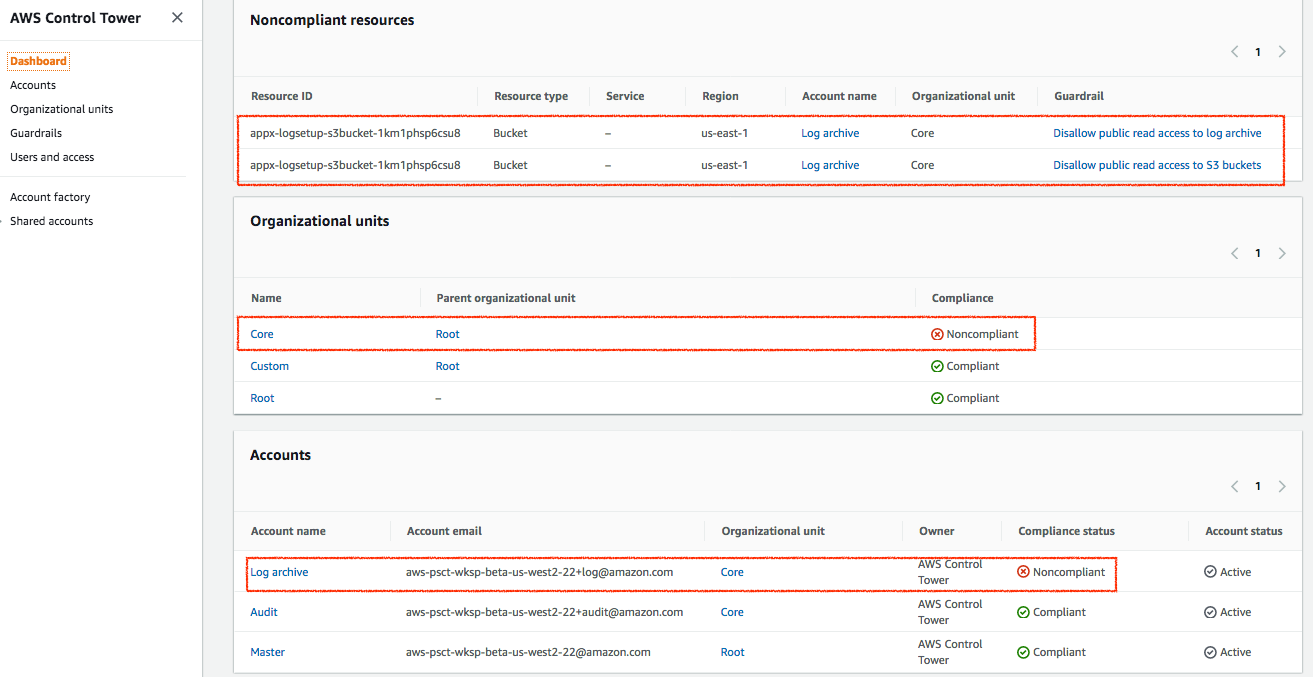 AWS Control Tower
Dashboard
Accounts
Organizational units
Guardrails
Users and access
Account factory
Shared accounts
Noncompliant resources
1
Resource ID Resource type Service Region Account name Organizational unit Guardrail
appx-logsetup-s3bucket-1km1phsp6csu8 Bucket – us-east-1 Log archive Core Disallow public read access to log archive
appx-logsetup-s3bucket-1km1phsp6csu8 Bucket – us-east-1 Log archive Core Disallow public read access to S3 buckets
Organizational units
1
Name Parent organizational unit Compliance
Core Root Noncompliant
Custom Root Compliant
Root – Compliant
Accounts
1
Account name Account email Organizational unit Owner Compliance status Account status
Log archive aws-psct-wksp-beta-us-west2-22+log@amazon.com Core AWS Control Tower Noncompliant Active
Audit aws-psct-wksp-beta-us-west2-22+audit@amazon.com Core AWS Control Tower Compliant Active
Master aws-psct-wksp-beta-us-west2-22@amazon.com Root AWS Control Tower Compliant Active